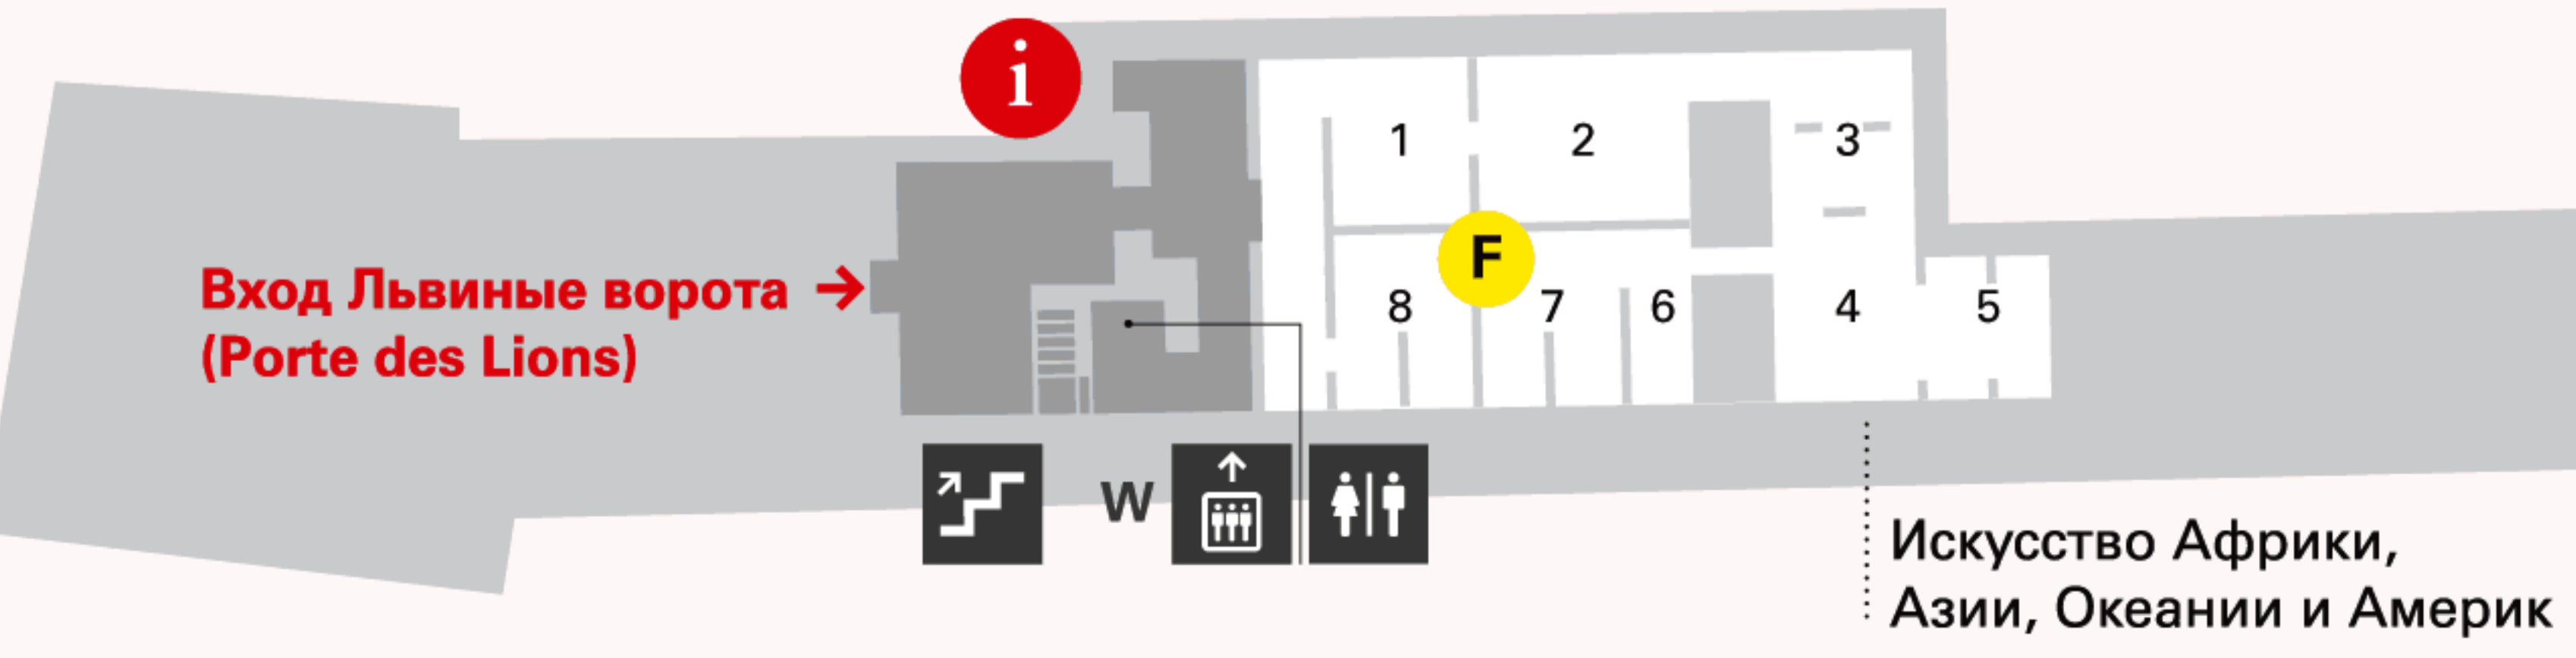 i
1
2
3
F
8
7
6
4
5
Вход Львиные ворота →
(Porte des Lions)
W
Искусство Африки,
Азии, Океании и Америк